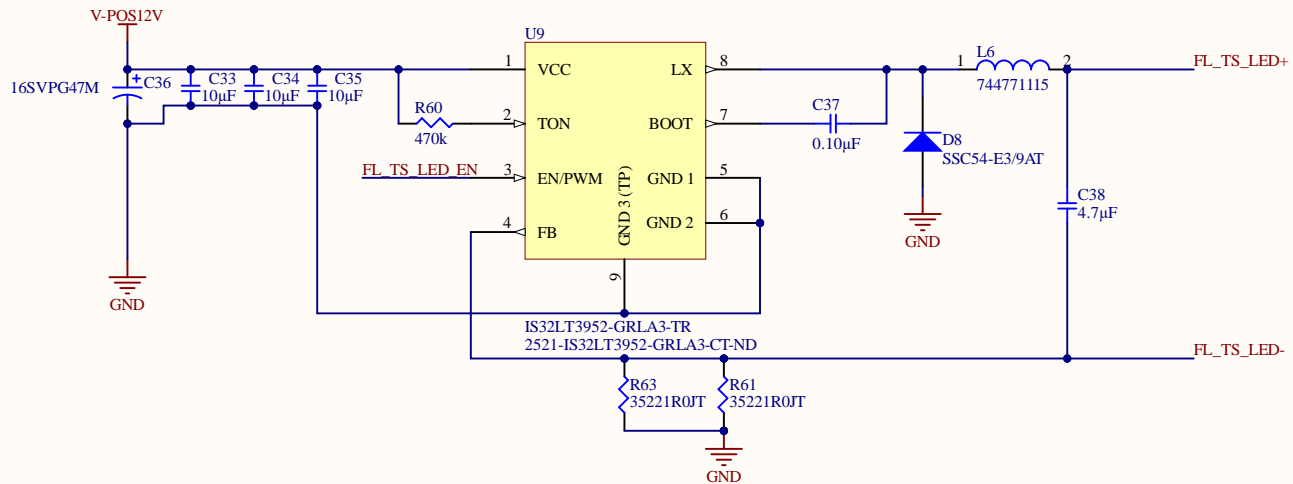 V-POS12V
U9
16SVPG47M
+
C36
C33
10µF
C34
10µF
C35
10µF
1
VCC
LX
8
L6
1
2
744771115
FL_TS_LED+
R60
470k
2
TON
BOOT
7
C37
0.10µF
D8
SSC54-E3/9AT
FL_TS_LED_EN
3
EN/PWM
GND 1
5
GND 3 (TP)
GND 2
6
4
FB
9
C38
4.7µF
GND
GND
IS32LT3952-GRLA3-TR
2521-IS32LT3952-GRLA3-CT-ND
FL_TS_LED-
R63
35221R0JT
R61
35221R0JT
GND